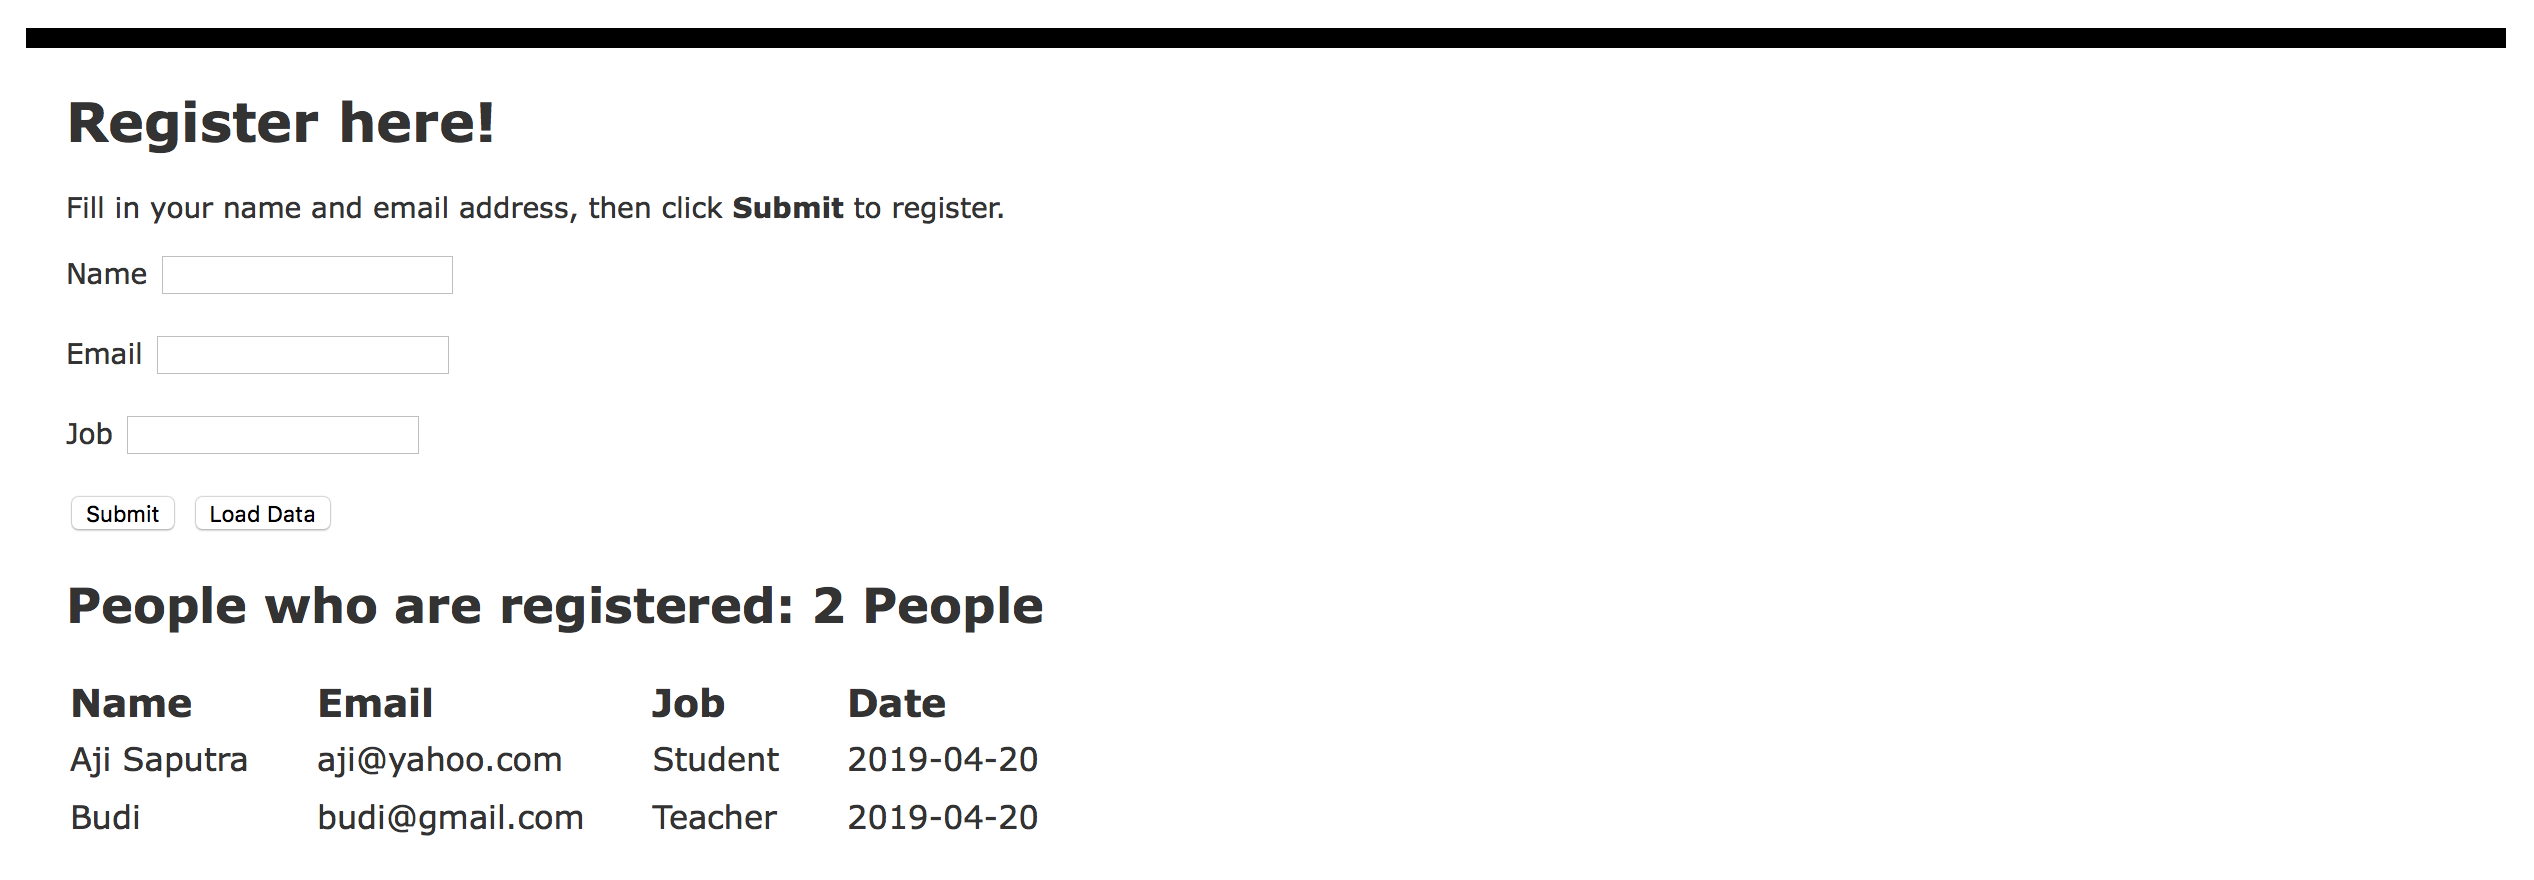 Register here!
Fill in your name and email address, then click Submit to register.
Name
Email
Job
Submit Load Data
People who are registered: 2 People
Name Email Job Date
Aji Saputra aji@yahoo.com Student 2019-04-20
Budi budi@gmail.com Teacher 2019-04-20